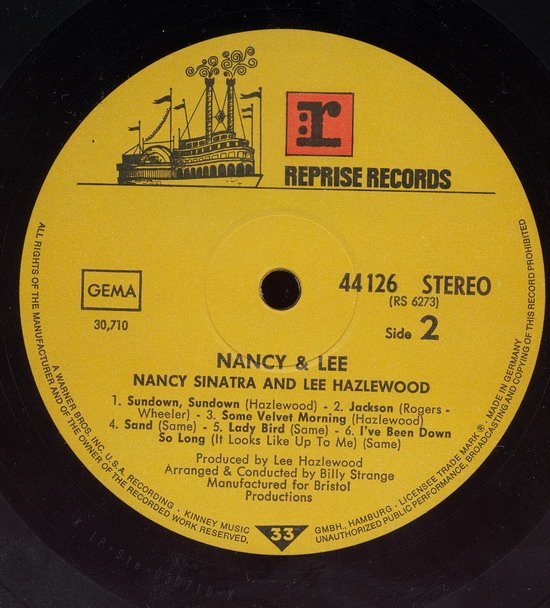 r:
REPRISE RECORDS
GEMA
30,710
44126 STEREO
(RS 6273)
Side 2
NANCY & LEE
NANCY SINATRA AND LEE HAZLEWOOD
1. Sundown, Sundown (Hazlewood) - 2. Jackson (Rogers -
Wheeler) - 3. Some Velvet Morning (Hazlewood)
4. Sand (Same) - 5. Lady Bird (Same) - 6. I've Been Down
So Long (It Looks Like Up To Me) (Same)
Produced by Lee Hazlewood
Arranged & Conducted by Billy Strange
Manufactured for Bristol
Productions
33
ALL RIGHTS OF THE MANUFACTURER AND OF THE OWNER OF THE RECORDED WORK RESERVED.
A WARNER BROS. INC. U.S.A. RECORDING - KINNEY MUSIC
GMBH., HAMBURG - LICENSEE TRADE MARK ® - MADE IN GERMANY
UNAUTHORIZED PUBLIC PERFORMANCE, BROADCASTING AND COPYING OF THIS RECORD PROHIBITED